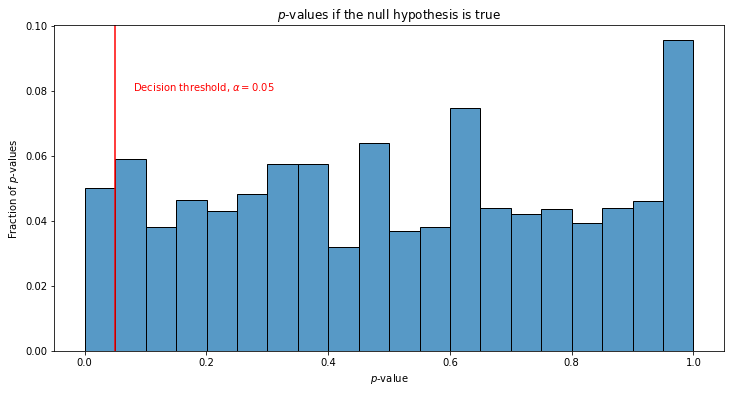 p-values if the null hypothesis is true
Decision threshold, α = 0.05
Fraction of p-values
0.10
0.08
0.06
0.04
0.02
0.00
0.0 0.2 0.4 0.6 0.8 1.0
p-value